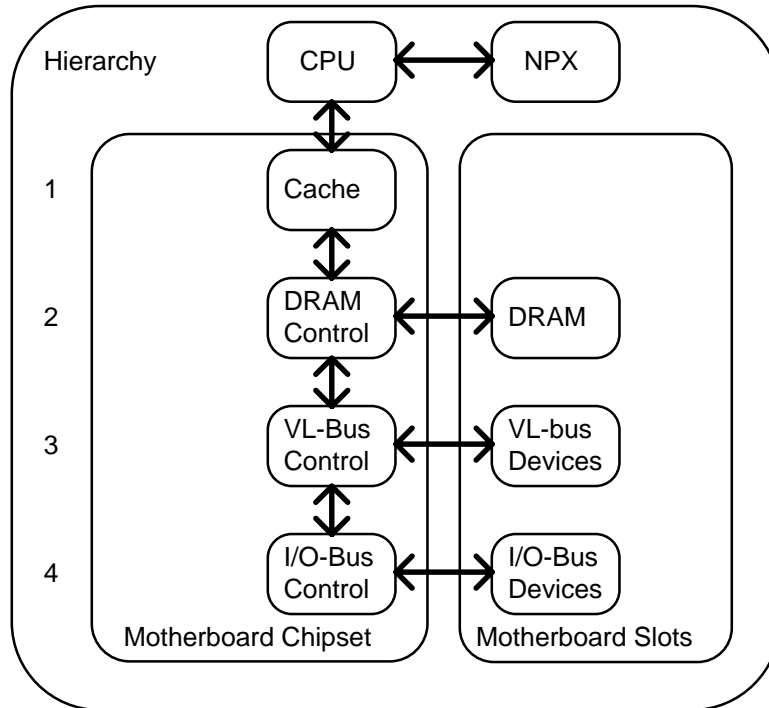 Hierarchy
CPU
NPX
1
Cache
2
DRAM
Control
DRAM
3
VL-Bus
Control
VL-bus
Devices
4
I/O-Bus
Control
I/O-Bus
Devices
Motherboard Chipset
Motherboard Slots